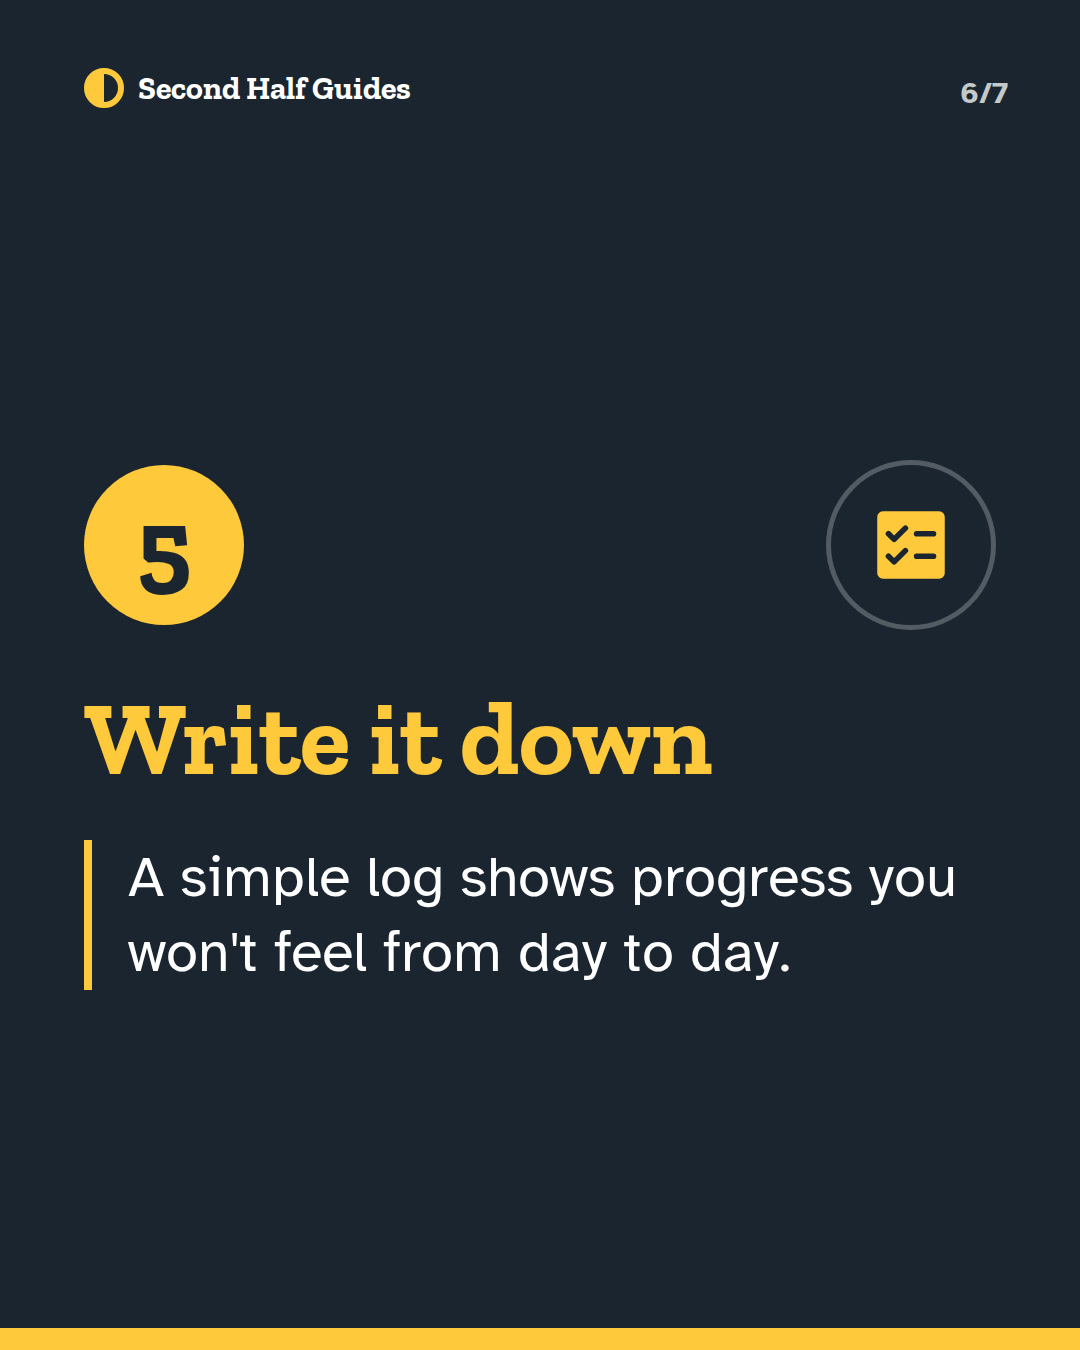 Second Half Guides
6/7
5
Write it down
A simple log shows progress you
won't feel from day to day.